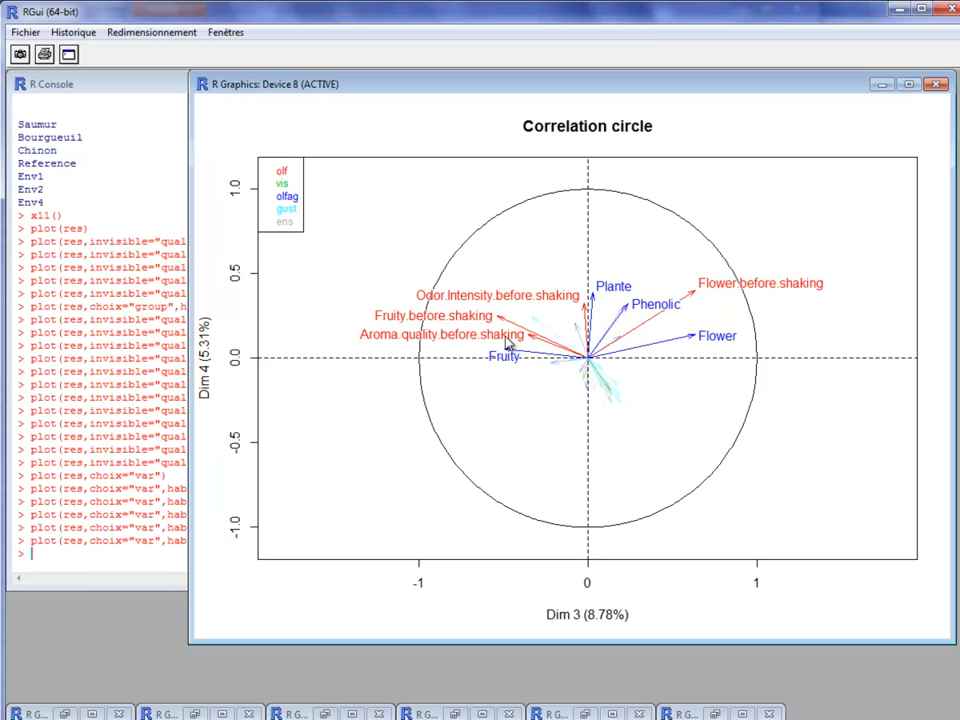 RGui (64-bit)
Fichier Historique Redimensionnement Fenêtres
R Console
Saumur
Bourgueuil
Chinon
Reference
Env1
Env2
Env4
> x11()
> plot(res)
> plot(res,invisible="qual
> plot(res,invisible="qual
> plot(res,invisible="qual
> plot(res,invisible="qual
> plot(res,invisible="qual
> plot(res,choix="group",h
> plot(res,invisible="qual
> plot(res,invisible="qual
> plot(res,invisible="qual
> plot(res,invisible="qual
> plot(res,invisible="qual
> plot(res,invisible="qual
> plot(res,invisible="qual
> plot(res,invisible="qual
> plot(res,invisible="qual
> plot(res,invisible="qual
> plot(res,invisible="qual
> plot(res,invisible="qual
> plot(res,choix="var")
> plot(res,choix="var",hab
> plot(res,choix="var",hab
> plot(res,choix="var",hab
> plot(res,choix="var",hab
> plot(res,choix="var",hab
>
R Graphics: Device 8 (ACTIVE)
Correlation circle
olf
vis
olfag
gust
ens
Flower.before.shaking
Plante
Odor.Intensity.before.shaking
Phenolic
Fruity.before.shaking
Aroma.quality.before.shaking
Flower
Fruity
Dim 4 (5.31%)
1.0
0.5
0.0
-0.5
-1.0
-1 0 1
Dim 3 (8.78%)
R G... R G... R G... R G... R G... R G...